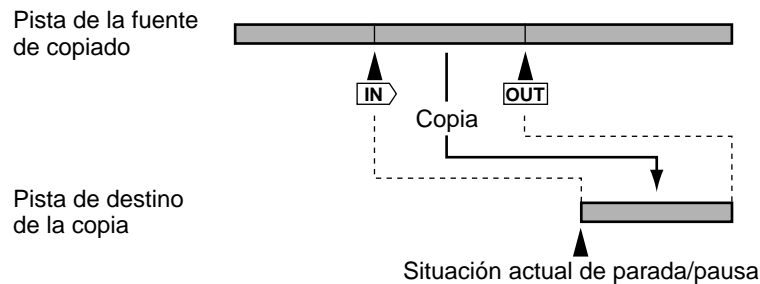 Pista de la fuente
de copiado
IN
OUT
Copia
Pista de destino
de la copia
Situación actual de parada/pausa